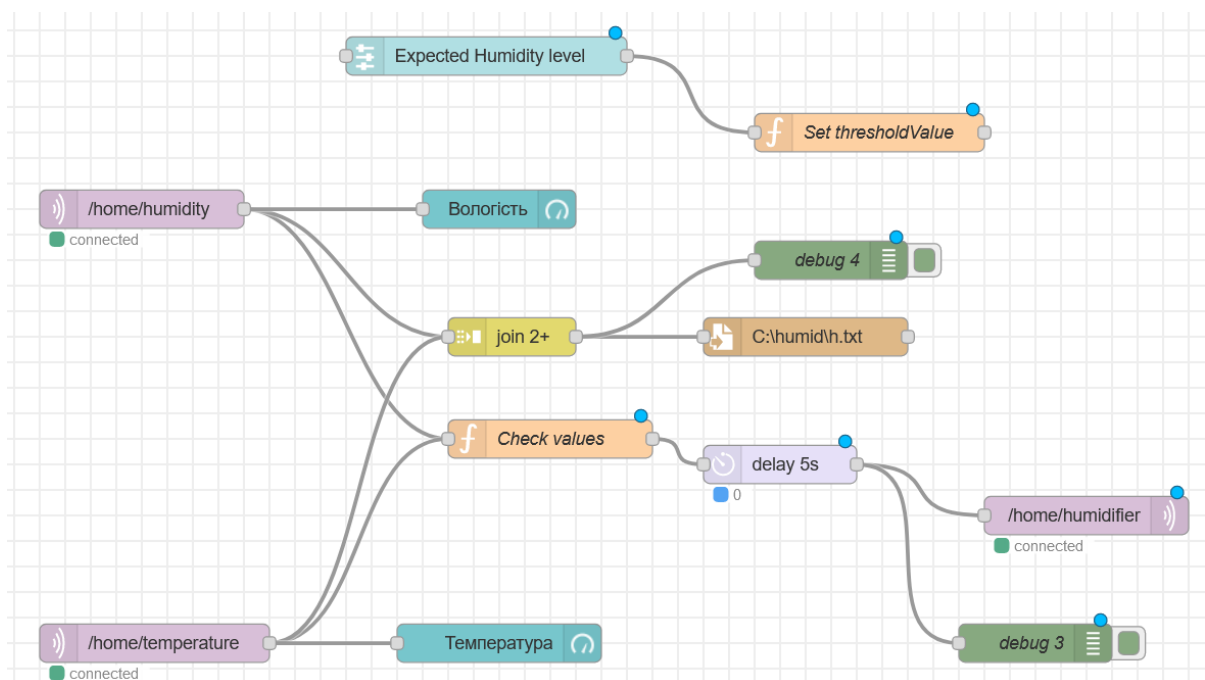 Expected Humidity level
Set thresholdValue
/home/humidity
connected
Вологість
debug 4
join 2+
C:\humid\h.txt
Check values
delay 5s
0
/home/humidifier
connected
/home/temperature
connected
Температура
debug 3